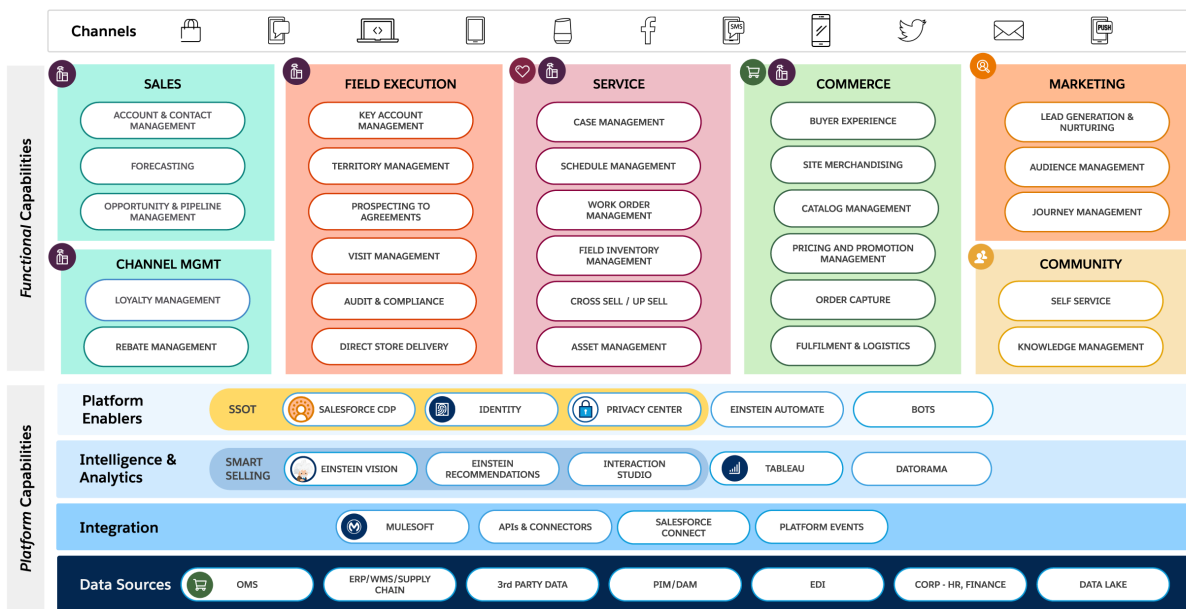 Channels
SMS
PUSH
Functional Capabilities
SALES
ACCOUNT & CONTACT
MANAGEMENT
FORECASTING
OPPORTUNITY & PIPELINE
MANAGEMENT
CHANNEL MGMT
LOYALTY MANAGEMENT
REBATE MANAGEMENT
FIELD EXECUTION
KEY ACCOUNT
MANAGEMENT
TERRITORY MANAGEMENT
PROSPECTING TO
AGREEMENTS
VISIT MANAGEMENT
AUDIT & COMPLIANCE
DIRECT STORE DELIVERY
SERVICE
CASE MANAGEMENT
SCHEDULE MANAGEMENT
WORK ORDER
MANAGEMENT
FIELD INVENTORY
MANAGEMENT
CROSS SELL / UP SELL
ASSET MANAGEMENT
COMMERCE
BUYER EXPERIENCE
SITE MERCHANDISING
CATALOG MANAGEMENT
PRICING AND PROMOTION
MANAGEMENT
ORDER CAPTURE
FULFILMENT & LOGISTICS
MARKETING
LEAD GENERATION &
NURTURING
AUDIENCE MANAGEMENT
JOURNEY MANAGEMENT
COMMUNITY
SELF SERVICE
KNOWLEDGE MANAGEMENT
Platform Capabilities
Platform
Enablers
SSOT
SALESFORCE CDP
IDENTITY
PRIVACY CENTER
EINSTEIN AUTOMATE
BOTS
Intelligence &
Analytics
SMART
SELLING
EINSTEIN VISION
EINSTEIN
RECOMMENDATIONS
INTERACTION
STUDIO
TABLEAU
DATORAMA
Integration
MULESOFT
APIs & CONNECTORS
SALESFORCE
CONNECT
PLATFORM EVENTS
Data Sources
OMS
ERP/WMS/SUPPLY
CHAIN
3rd PARTY DATA
PIM/DAM
EDI
CORP - HR, FINANCE
DATA LAKE